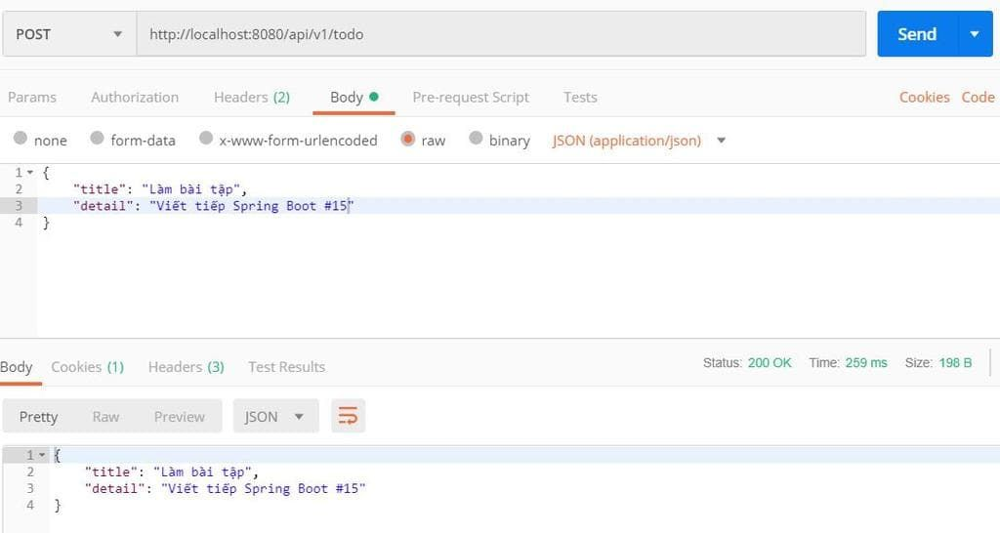 POST http://localhost:8080/api/v1/todo Send
Params Authorization Headers (2) Body Pre-request Script Tests Cookies Code
none form-data x-www-form-urlencoded raw binary JSON (application/json)
1 {
2 "title": "Làm bài tập",
3 "detail": "Viết tiếp Spring Boot #15"
4 }
Body Cookies (1) Headers (3) Test Results Status: 200 OK Time: 259 ms Size: 198 B
Pretty Raw Preview JSON
1 {
2 "title": "Làm bài tập",
3 "detail": "Viết tiếp Spring Boot #15"
4 }